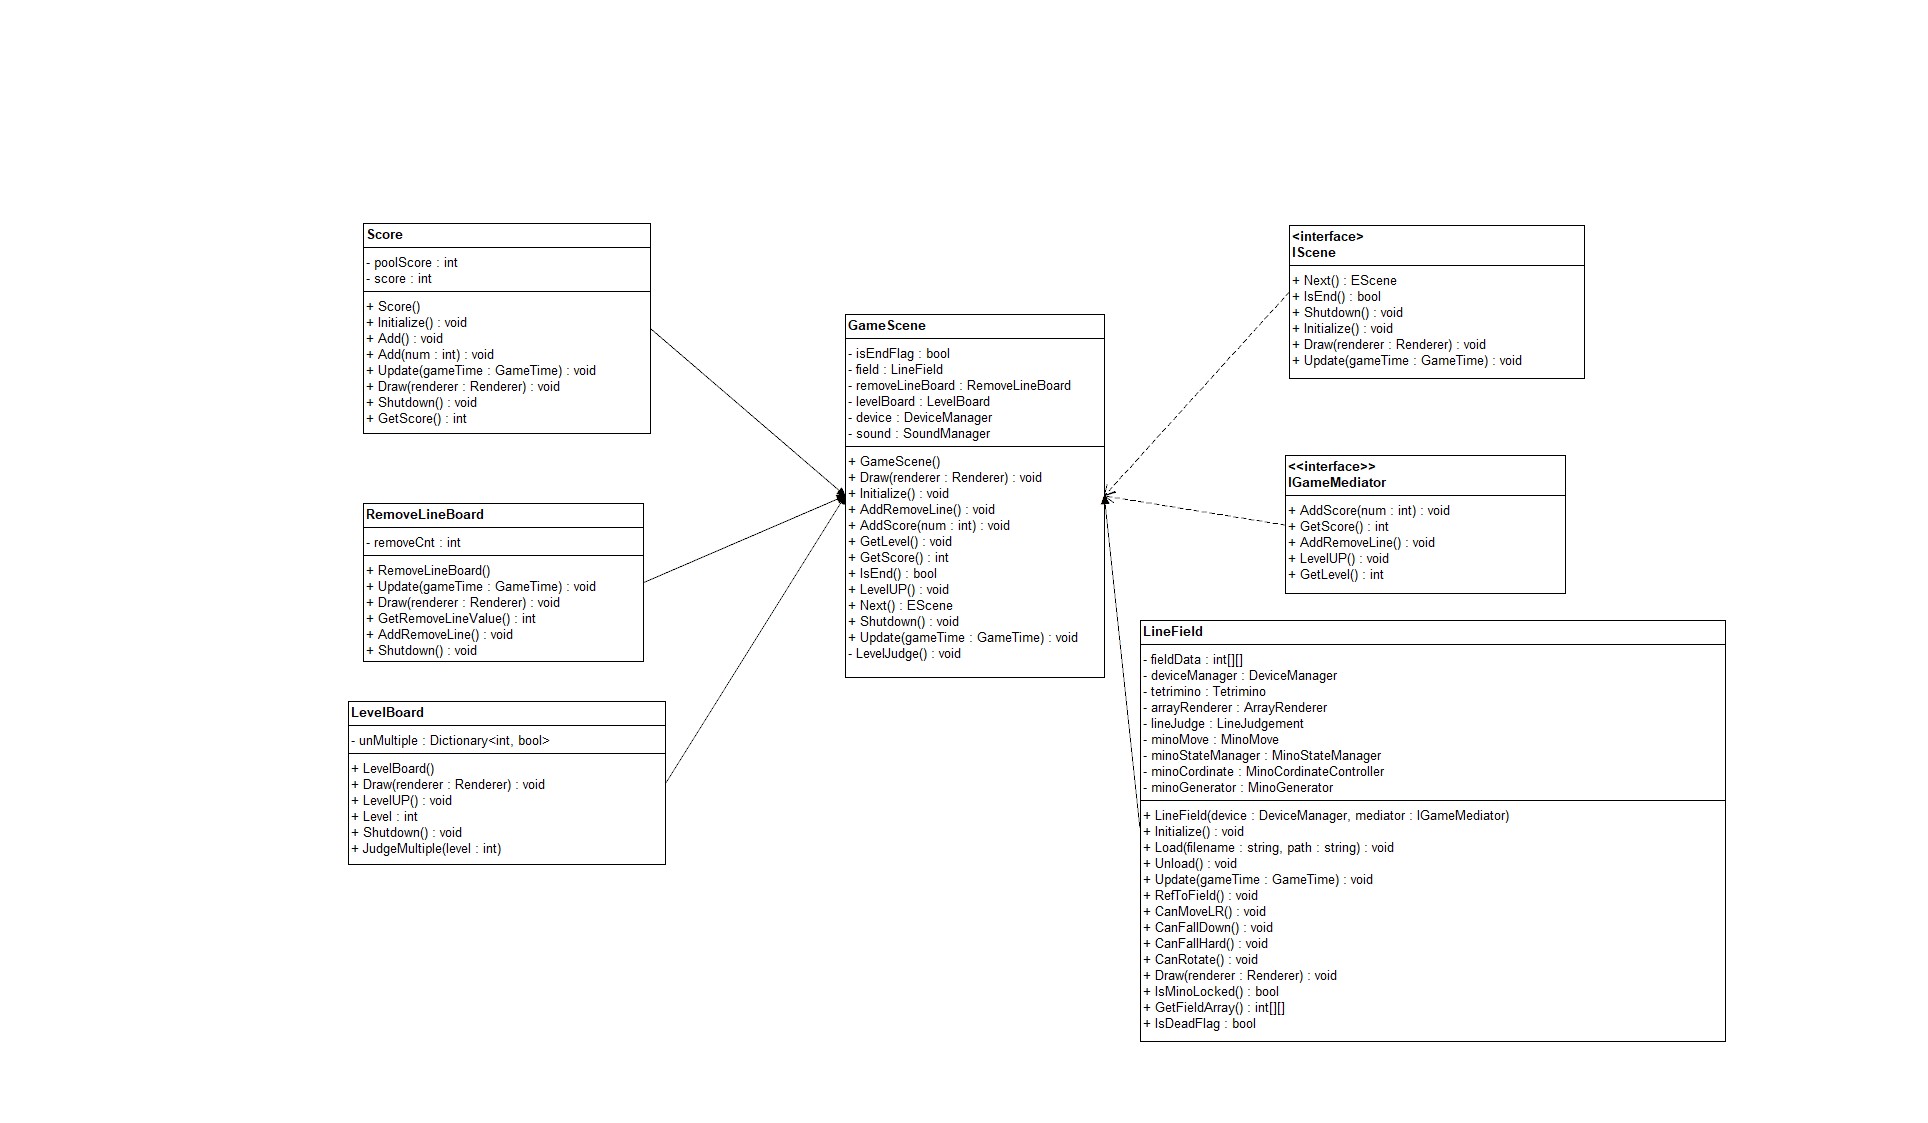 Score
- poolScore : int
- score : int
+ Score()
+ Initialize() : void
+ Add() : void
+ Add(num : int) : void
+ Update(gameTime : GameTime) : void
+ Draw(renderer : Renderer) : void
+ Shutdown() : void
+ GetScore() : int
RemoveLineBoard
- removeCnt : int
+ RemoveLineBoard()
+ Update(gameTime : GameTime) : void
+ Draw(renderer : Renderer) : void
+ GetRemoveLineValue() : int
+ AddRemoveLine() : void
+ Shutdown() : void
LevelBoard
- unMultiple : Dictionary<int, bool>
+ LevelBoard()
+ Draw(renderer : Renderer) : void
+ LevelUP() : void
+ Level : int
+ Shutdown() : void
+ JudgeMultiple(level : int)
GameScene
- isEndFlag : bool
- field : LineField
- removeLineBoard : RemoveLineBoard
- levelBoard : LevelBoard
- device : DeviceManager
- sound : SoundManager
+ GameScene()
+ Draw(renderer : Renderer) : void
+ Initialize() : void
+ AddRemoveLine() : void
+ AddScore(num : int) : void
+ GetLevel() : void
+ GetScore() : int
+ IsEnd() : bool
+ LevelUP() : void
+ Next() : EScene
+ Shutdown() : void
+ Update(gameTime : GameTime) : void
- LevelJudge() : void
<interface>
IScene
+ Next() : EScene
+ IsEnd() : bool
+ Shutdown() : void
+ Initialize() : void
+ Draw(renderer : Renderer) : void
+ Update(gameTime : GameTime) : void
<<interface>>
IGameMediator
+ AddScore(num : int) : void
+ GetScore() : int
+ AddRemoveLine() : void
+ LevelUP() : void
+ GetLevel() : int
LineField
- fieldData : int[][]
- deviceManager : DeviceManager
- tetrimino : Tetrimino
- arrayRenderer : ArrayRenderer
- lineJudge : LineJudgement
- minoMove : MinoMove
- minoStateManager : MinoStateManager
- minoCordinate : MinoCordinateController
- minoGenerator : MinoGenerator
+ LineField(device : DeviceManager, mediator : IGameMediator)
+ Initialize() : void
+ Load(filename : string, path : string) : void
+ Unload() : void
+ Update(gameTime : GameTime) : void
+ RefToField() : void
+ CanMoveLR() : void
+ CanFallDown() : void
+ CanFallHard() : void
+ CanRotate() : void
+ Draw(renderer : Renderer) : void
+ IsMinoLocked() : bool
+ GetFieldArray() : int[][]
+ IsDeadFlag : bool